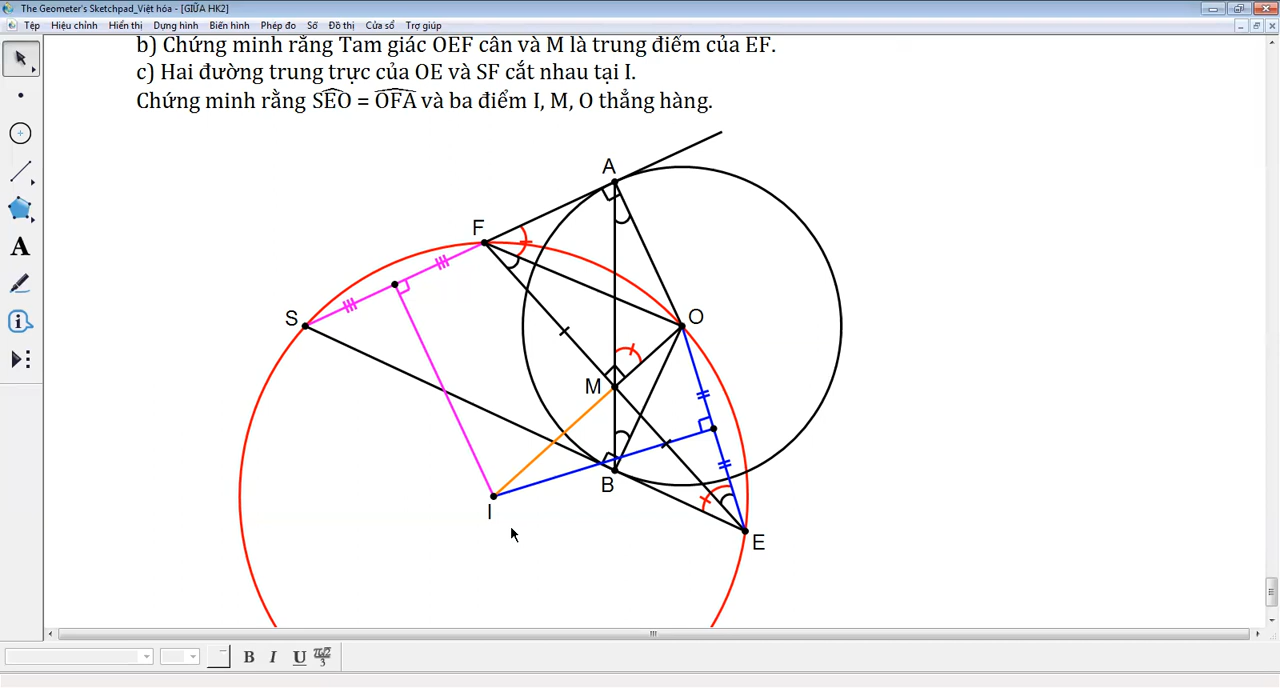 The Geometer's Sketchpad_Việt hóa - [GIỮA HK2]
Tệp Hiệu chỉnh Hiển thị Dựng hình Biến hình Phép đo Số Đồ thị Cửa sổ Trợ giúp
b) Chứng minh rằng Tam giác OEF cân và M là trung điểm của EF.
c) Hai đường trung trực của OE và SF cắt nhau tại I.
Chứng minh rằng SEO = OFA và ba điểm I, M, O thẳng hàng.
A
F
S
O
M
B
I
E
A
B I U